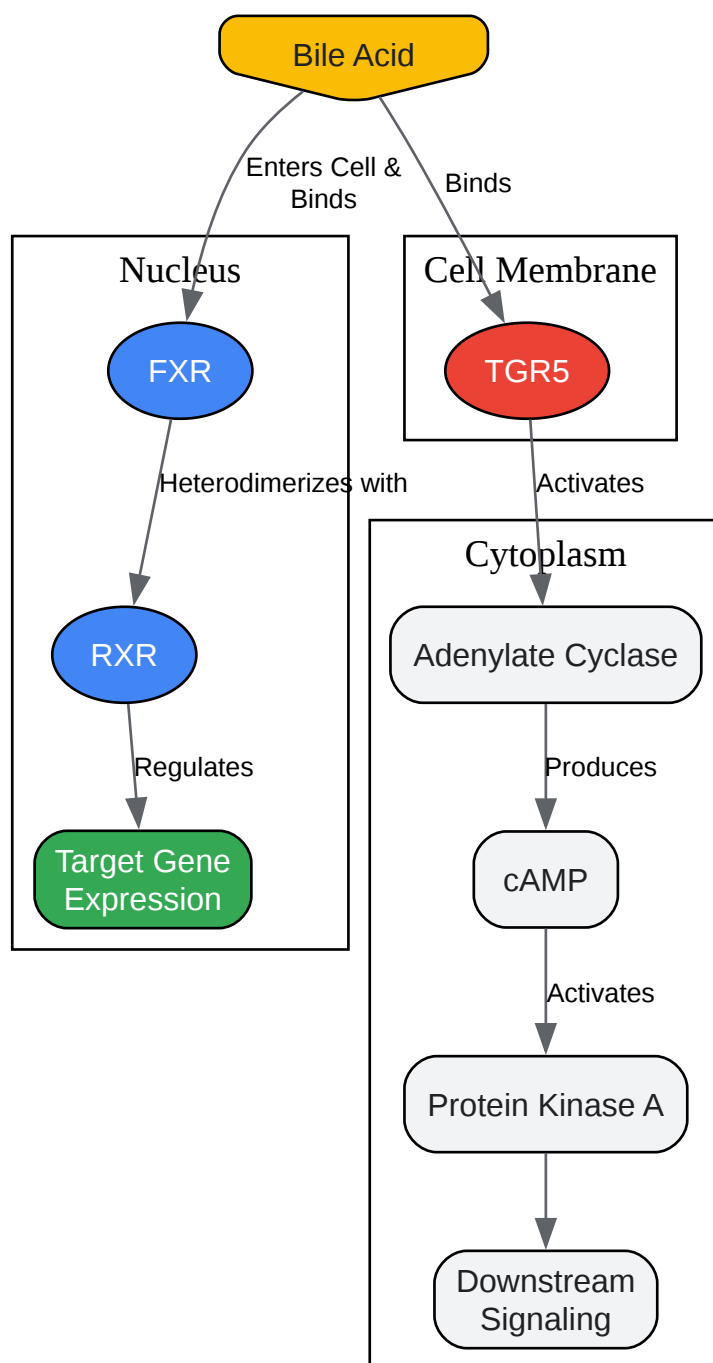 Bile Acid
Enters Cell &
Binds
Binds
Nucleus
Cell Membrane
FXR
TGR5
Heterodimerizes with
Activates
Cytoplasm
RXR
Adenylate Cyclase
Regulates
Produces
Target Gene
Expression
cAMP
Activates
Protein Kinase A
Downstream
Signaling